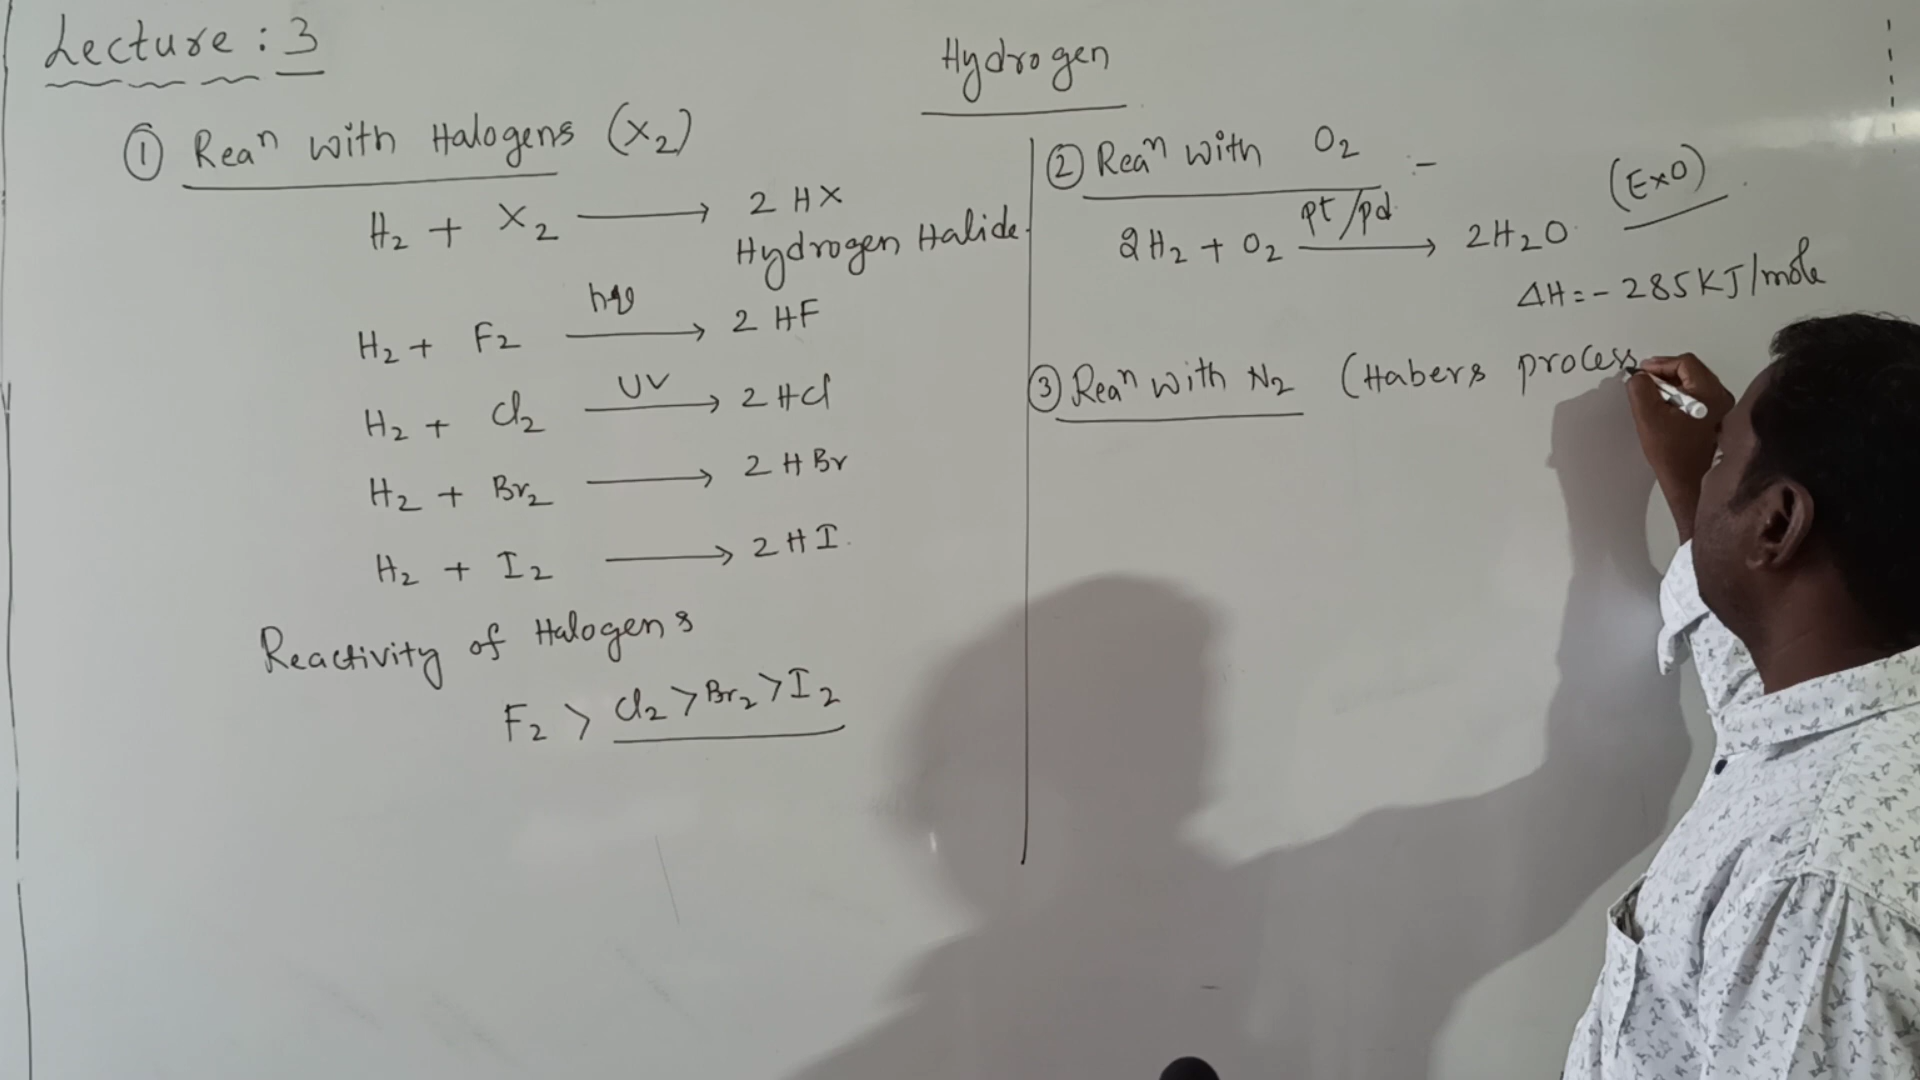 Lecture : 3
Hydrogen
① Reaⁿ with Halogens (X₂)
H₂ + X₂ ⟶ 2 HX
Hydrogen Halide.
H₂ + F₂ hν ⟶ 2 HF
H₂ + Cl₂ UV ⟶ 2 HCl
H₂ + Br₂ ⟶ 2 HBr
H₂ + I₂ ⟶ 2 HI.
Reactivity of Halogens
F₂ > Cl₂ > Br₂ > I₂
② Reaⁿ with O₂ :-
(ExO)
2H₂ + O₂ pt/pd ⟶ 2H₂O
ΔH = - 285 KJ/mole
③ Reaⁿ with N₂ (Habers process